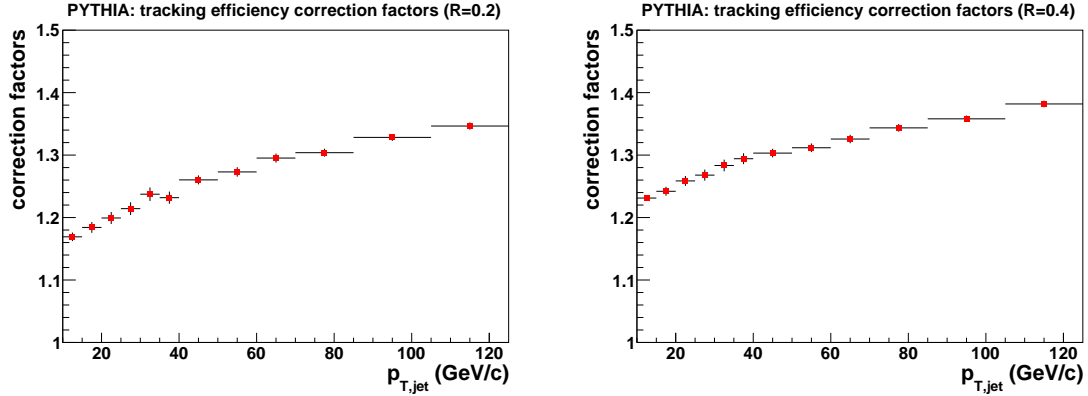 PYTHIA: tracking efficiency correction factors (R=0.2)
correction factors
1.5
1.4
1.3
1.2
1.1
1
20 40 60 80 100 120
p_T,jet (GeV/c)
PYTHIA: tracking efficiency correction factors (R=0.4)
correction factors
1.5
1.4
1.3
1.2
1.1
1
20 40 60 80 100 120
p_T,jet (GeV/c)